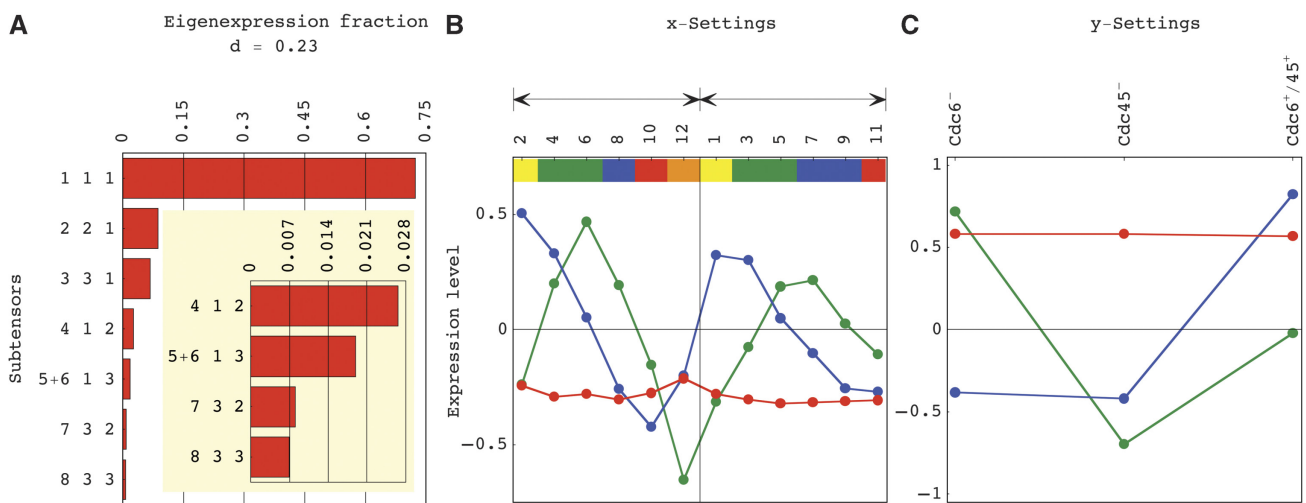 A
Eigenexpression fraction
d = 0.23
0 0.15 0.3 0.45 0.6 0.75
Subtensors
1 1 1
2 2 1
3 3 1
4 1 2
5+6 1 3
7 3 2
8 3 3
0 0.007 0.014 0.021 0.028
4 1 2
5+6 1 3
7 3 2
8 3 3
B
x-Settings
2 4 6 8 10 12 1 3 5 7 9 11
Expression level
0.5
0
-0.5
C
y-Settings
Cdc6⁻
Cdc45⁻
Cdc6⁺/45⁺
1
0.5
0
-0.5
-1